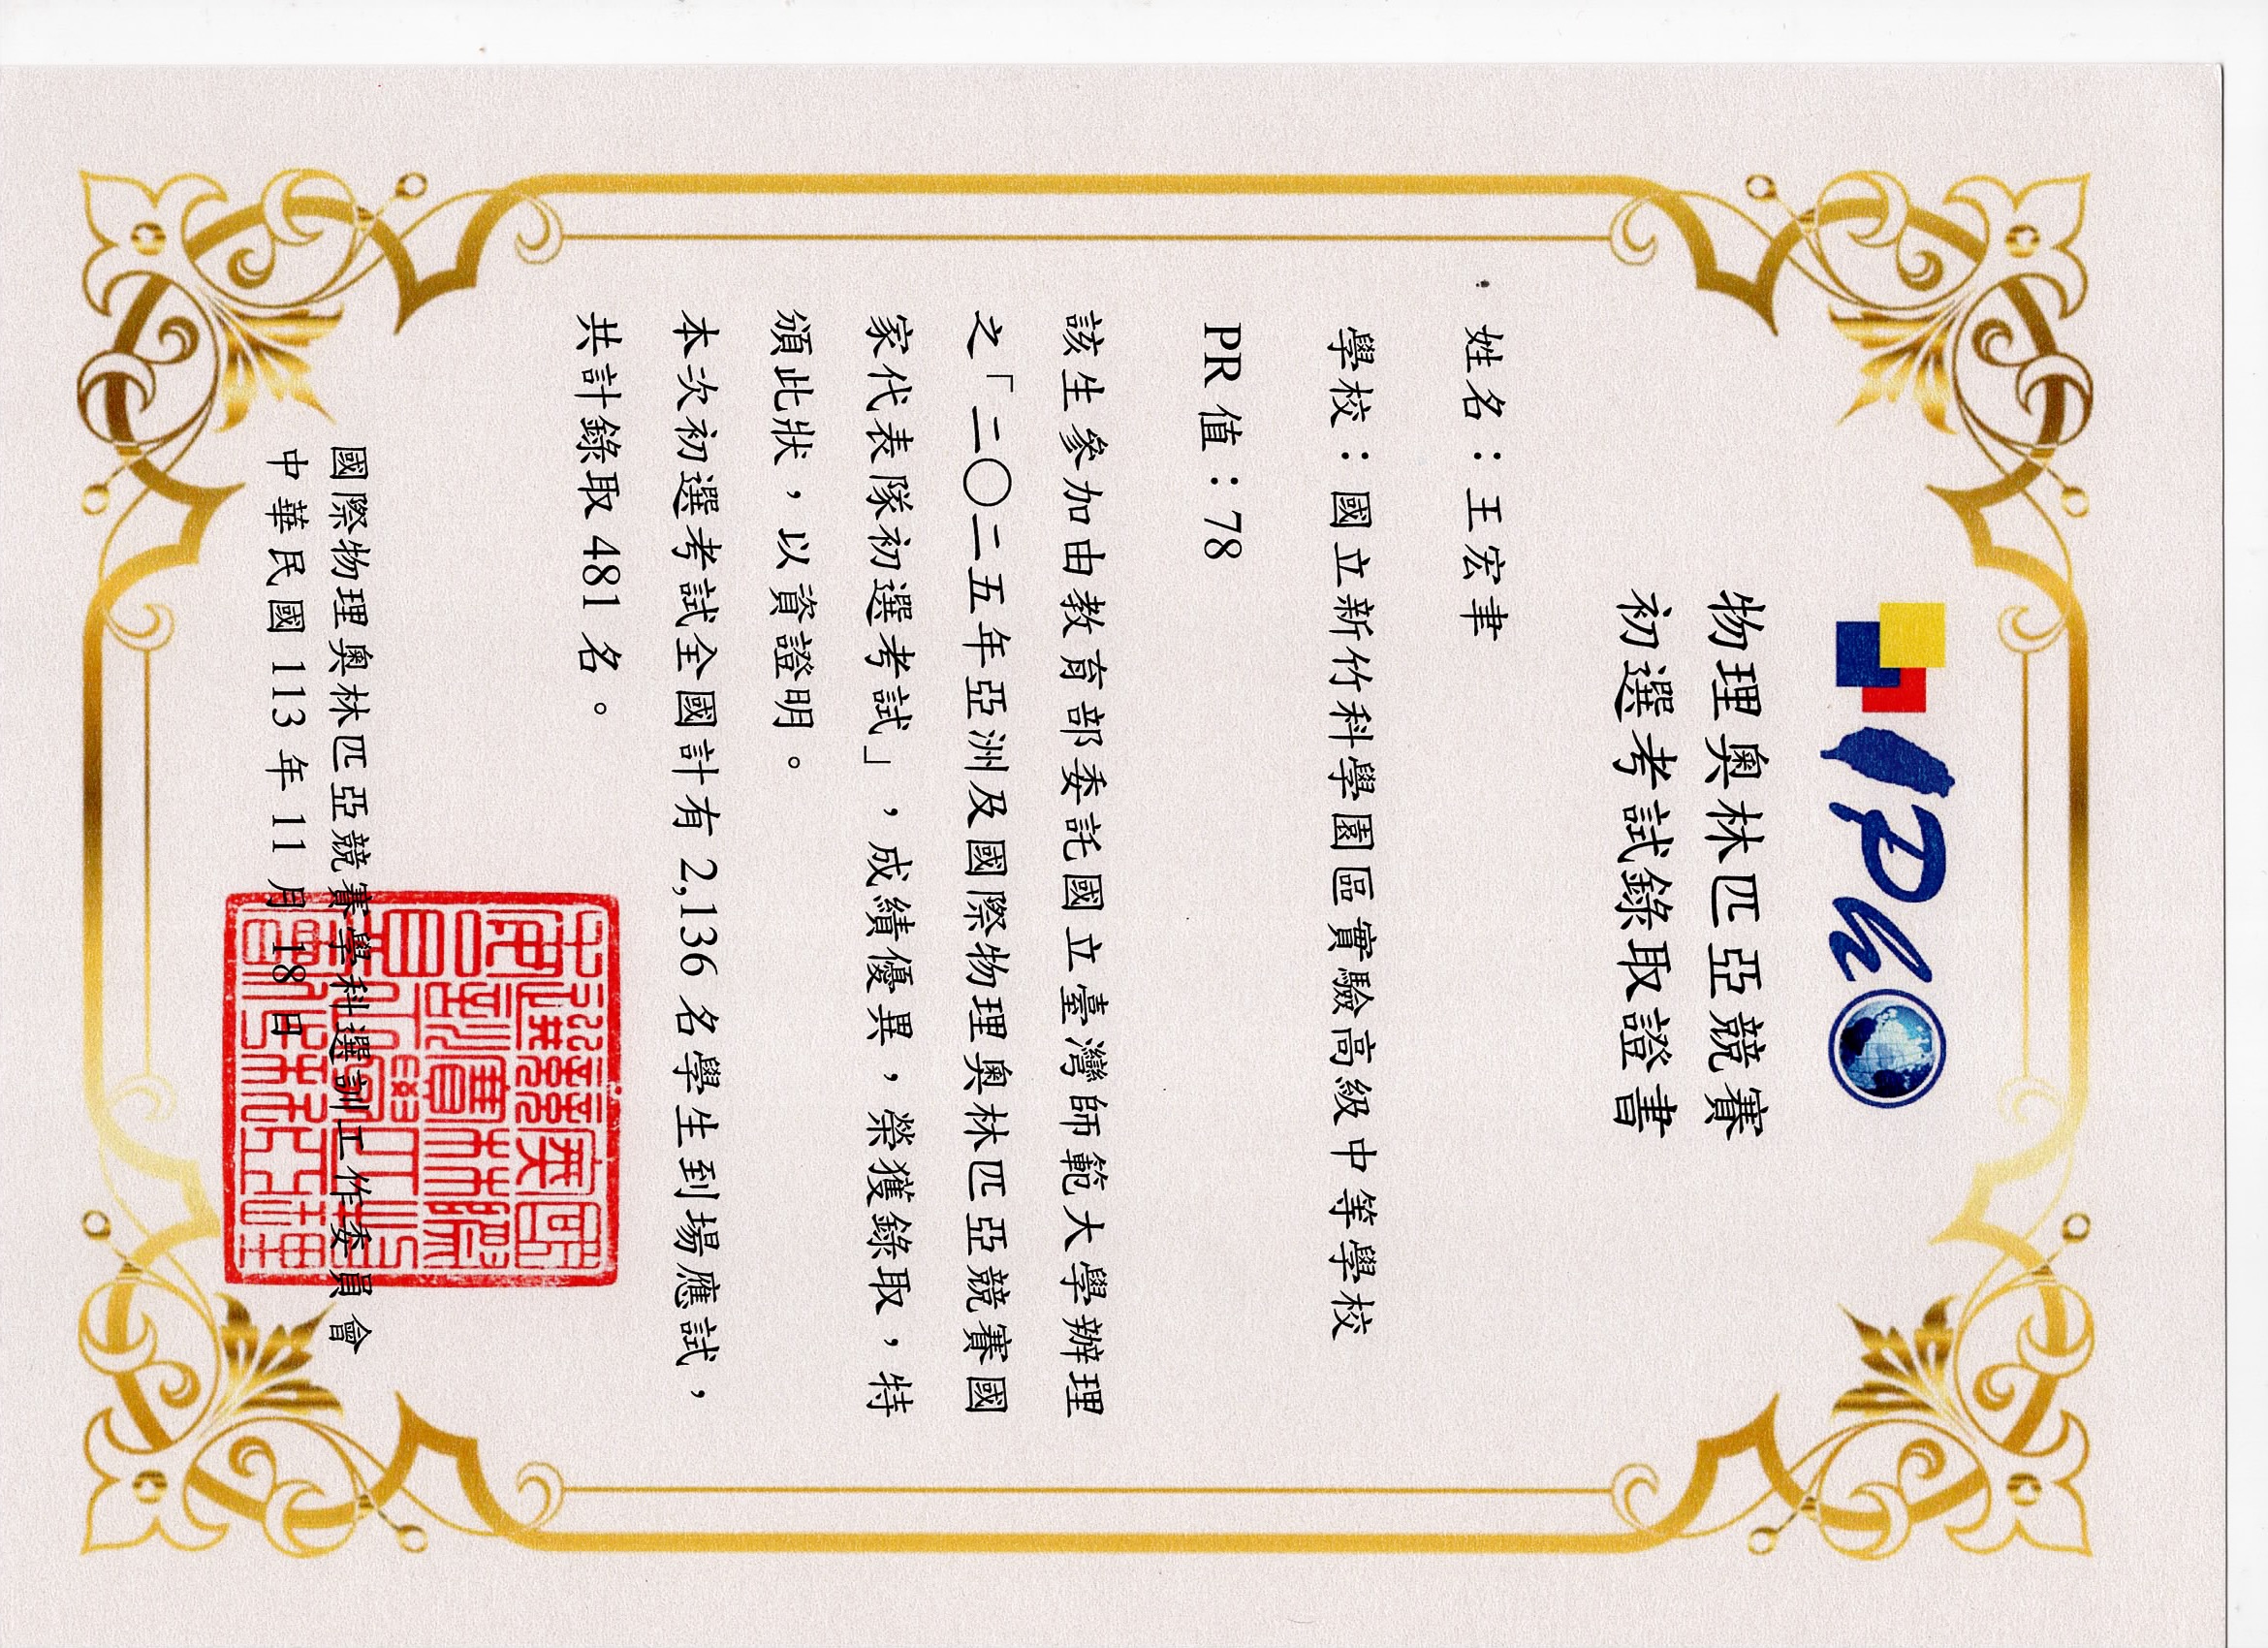 IPhO
物理奧林匹亞競賽
初選考試錄取證書
姓名：王宏聿
學校：國立新竹科學園區實驗高級中等學校
PR 值：78
該生參加由教育部委託國立臺灣師範大學辦理
之「二〇二五年亞洲及國際物理奧林匹亞競賽國
家代表隊初選考試」，成績優異，榮獲錄取，特
頒此狀，以資證明。
本次初選考試全國計有 2,136 名學生到場應試，
共計錄取 481 名。
國際物理奧林匹亞競賽學科選訓工作委員會
中華民國 113 年 11 月 18 日
國際物理
奧林匹亞
競賽學科
選訓工作
委員會